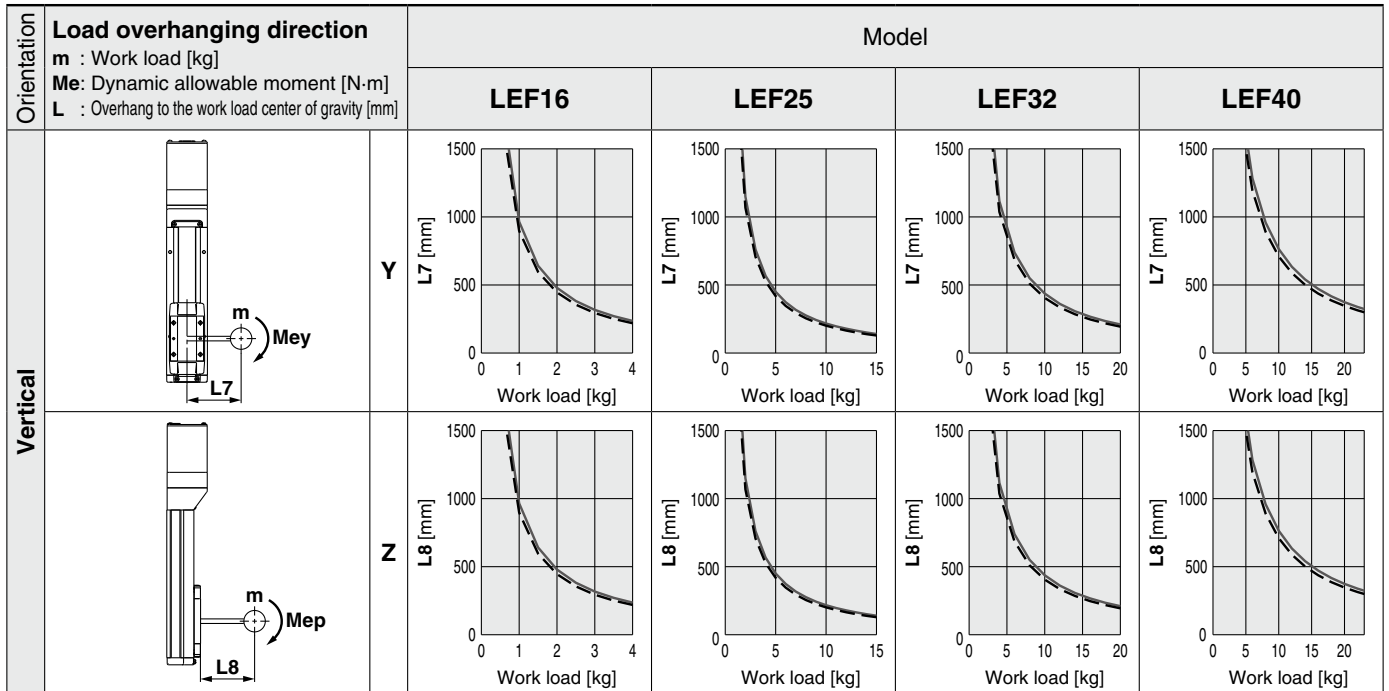 Orientation
Load overhanging direction
m : Work load [kg]
Me: Dynamic allowable moment [N·m]
L : Overhang to the work load center of gravity [mm]
Model
LEF16
LEF25
LEF32
LEF40
Vertical
m
Mey
L7
Y
L7 [mm]
1500
1000
500
0
0 1 2 3 4
Work load [kg]
L7 [mm]
1500
1000
500
0
0 5 10 15
Work load [kg]
L7 [mm]
1500
1000
500
0
0 5 10 15 20
Work load [kg]
L7 [mm]
1500
1000
500
0
0 5 10 15 20
Work load [kg]
m
Mep
L8
Z
L8 [mm]
1500
1000
500
0
0 1 2 3 4
Work load [kg]
L8 [mm]
1500
1000
500
0
0 5 10 15
Work load [kg]
L8 [mm]
1500
1000
500
0
0 5 10 15 20
Work load [kg]
L8 [mm]
1500
1000
500
0
0 5 10 15 20
Work load [kg]